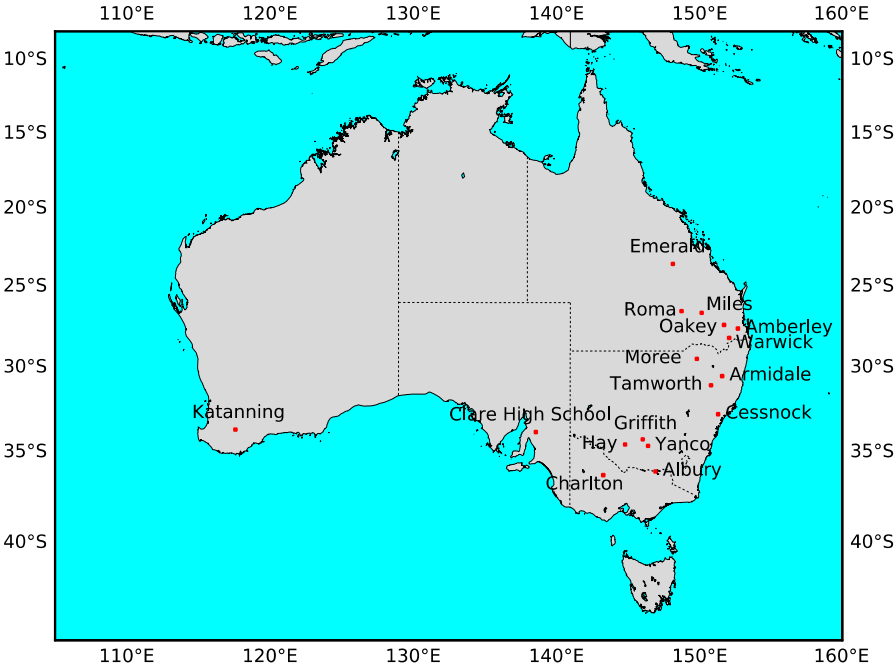 110°E 120°E 130°E 140°E 150°E 160°E
10°S 10°S
15°S 15°S
20°S 20°S
Emerald
25°S 25°S
Roma Miles
Oakey Amberley
Warwick
Moree
30°S 30°S
Tamworth Armidale
Katanning Clare High School Cessnock
Griffith
35°S Hay Yanco 35°S
Albury
Charlton
40°S 40°S
110°E 120°E 130°E 140°E 150°E 160°E